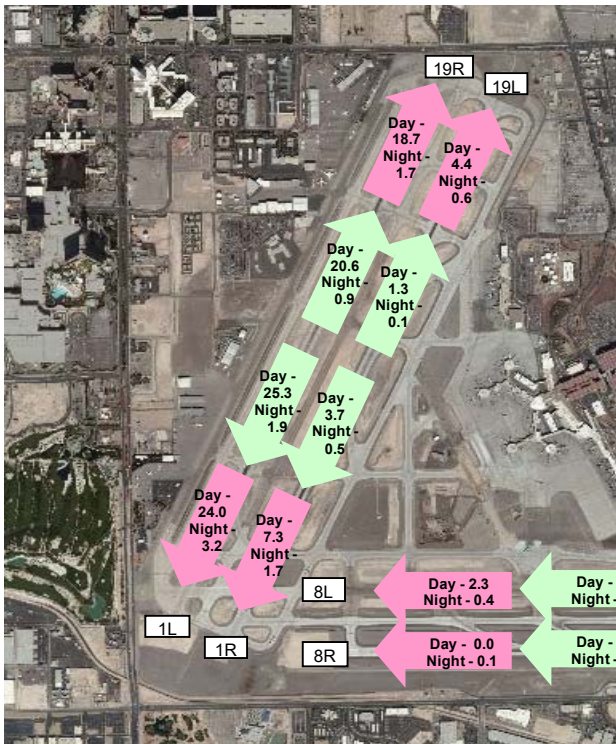 19R
19L
Day -
18.7
Night -
1.7
Day -
4.4
Night -
0.6
Day -
20.6
Night -
0.9
Day -
1.3
Night -
0.1
Day -
25.3
Night -
1.9
Day -
3.7
Night -
0.5
Day -
24.0
Night -
3.2
Day -
7.3
Night -
1.7
8L
Day - 2.3
Night - 0.4
Day -
Night -
1L
1R
8R
Day - 0.0
Night - 0.1
Day -
Night -